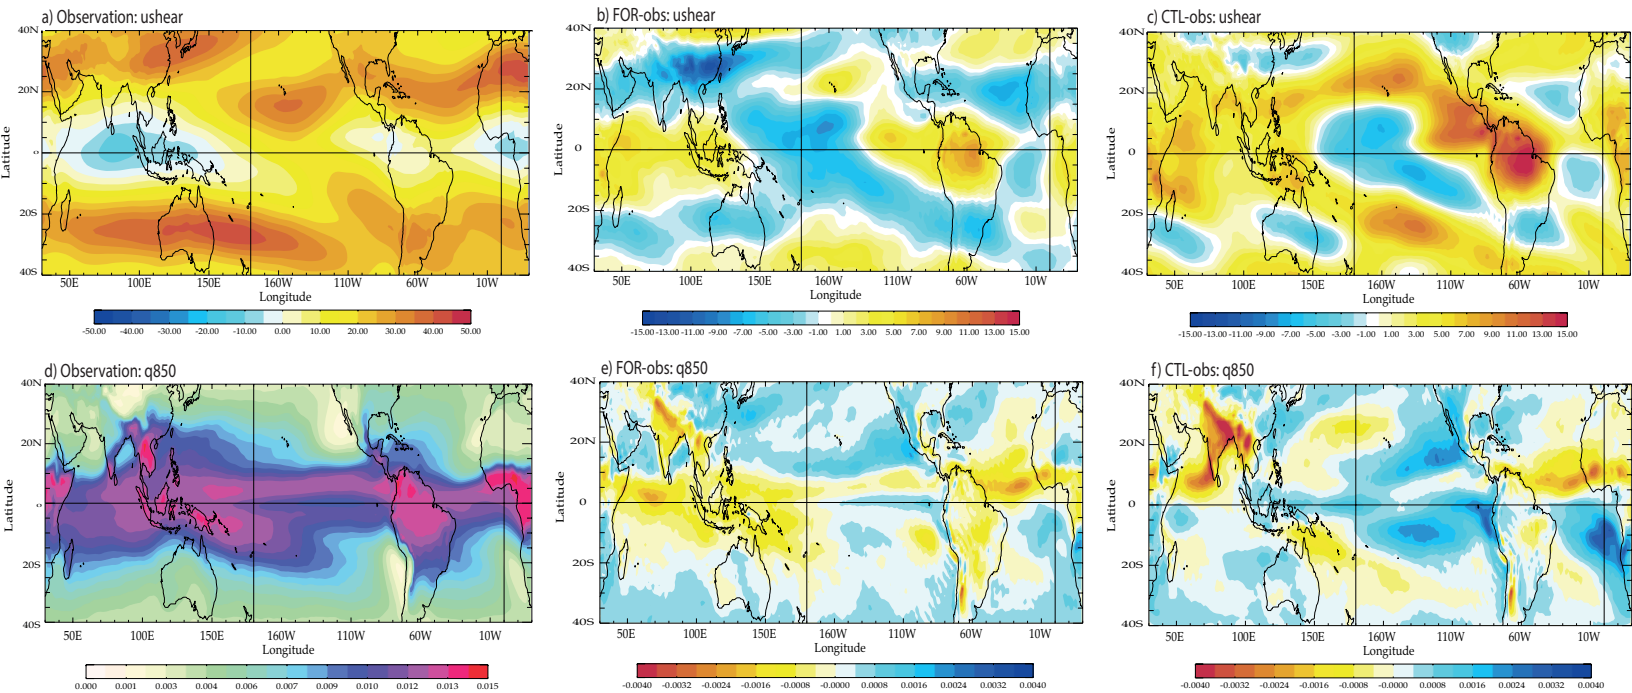 a) Observation: ushear
40N
20N
0
20S
40S
Latitude
50E 100E 150E 160W 110W 60W 10W
Longitude
-50.00 -40.00 -30.00 -20.00 -10.00 0.00 10.00 20.00 30.00 40.00 50.00
b) FOR-obs: ushear
40N
20N
0
20S
40S
Latitude
50E 100E 150E 160W 110W 60W 10W
Longitude
-15.00 -13.00 -11.00 -9.00 -7.00 -5.00 -3.00 -1.00 1.00 3.00 5.00 7.00 9.00 11.00 13.00 15.00
c) CTL-obs: ushear
40N
20N
0
20S
40S
Latitude
50E 100E 150E 160W 110W 60W 10W
Longitude
-15.00 -13.00 -11.00 -9.00 -7.00 -5.00 -3.00 -1.00 1.00 3.00 5.00 7.00 9.00 11.00 13.00 15.00
d) Observation: q850
40N
20N
0
20S
40S
Latitude
50E 100E 150E 160W 110W 60W 10W
Longitude
0.000 0.001 0.003 0.004 0.006 0.007 0.009 0.010 0.012 0.013 0.015
e) FOR-obs: q850
40N
20N
0
20S
40S
Latitude
50E 100E 150E 160W 110W 60W 10W
Longitude
-0.0040 -0.0032 -0.0024 -0.0016 -0.0008 -0.0000 0.0008 0.0016 0.0024 0.0032 0.0040
f) CTL-obs: q850
40N
20N
0
20S
40S
Latitude
50E 100E 150E 160W 110W 60W 10W
Longitude
-0.0040 -0.0032 -0.0024 -0.0016 -0.0008 0.0000 0.0008 0.0016 0.0024 0.0032 0.0040